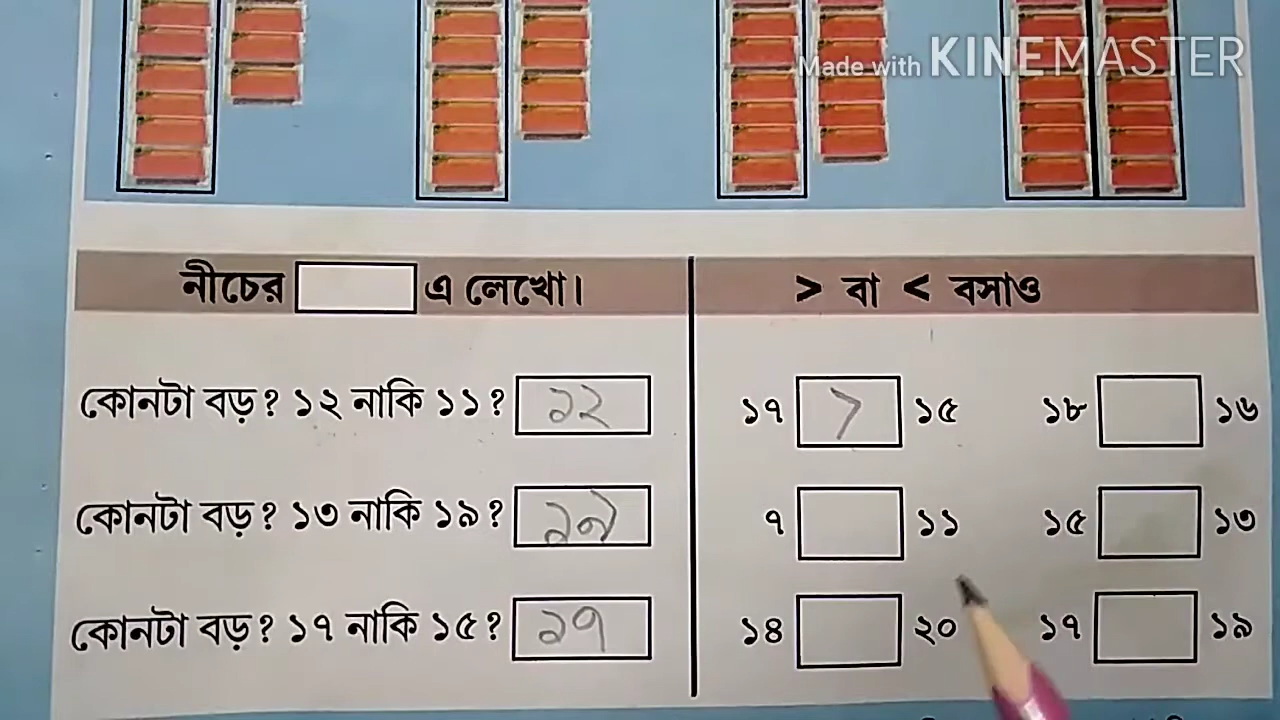 Made with KINEMASTER
নীচের এ লেখো।
কোনটা বড়? ১২ নাকি ১১? ১২
কোনটা বড়? ১৩ নাকি ১৯? ১৯
কোনটা বড়? ১৭ নাকি ১৫? ১৭
> বা < বসাও
১৭ > ১৫ ১৮ ১৬
৭ ১১ ১৫ ১৩
১৪ ২০ ১৭ ১৯